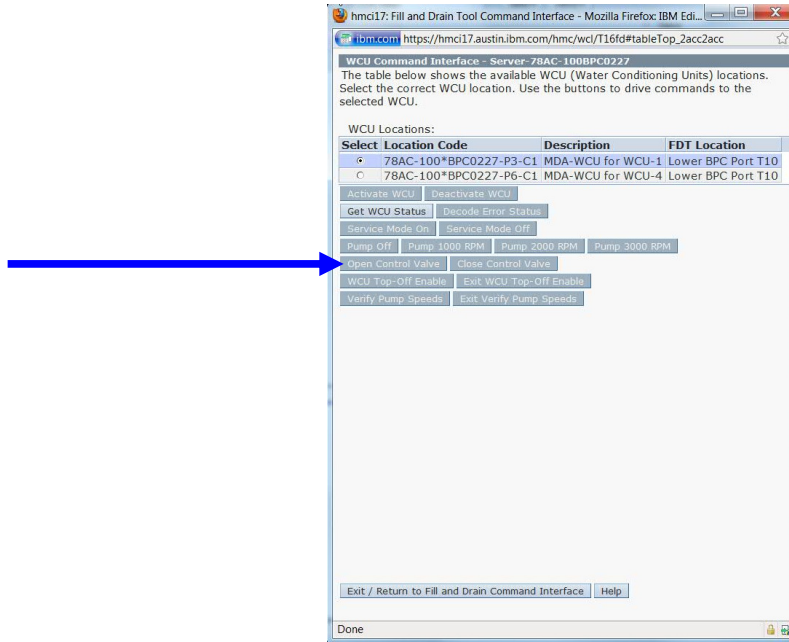 hmci17: Fill and Drain Tool Command Interface - Mozilla Firefox: IBM Edi...
ibm.com https://hmci17.austin.ibm.com/hmc/wcl/T16fd#tableTop_2acc2acc
WCU Command Interface - Server-78AC-100BPC0227
The table below shows the available WCU (Water Conditioning Units) locations.
Select the correct WCU location. Use the buttons to drive commands to the
selected WCU.
WCU Locations:
Select Location Code Description FDT Location
78AC-100*BPC0227-P3-C1 MDA-WCU for WCU-1 Lower BPC Port T10
78AC-100*BPC0227-P6-C1 MDA-WCU for WCU-4 Lower BPC Port T10
Activate WCU Deactivate WCU
Get WCU Status Decode Error Status
Service Mode On Service Mode Off
Pump Off Pump 1000 RPM Pump 2000 RPM Pump 3000 RPM
Open Control Valve Close Control Valve
WCU Top-Off Enable Exit WCU Top-Off Enable
Verify Pump Speeds Exit Verify Pump Speeds
Exit / Return to Fill and Drain Command Interface Help
Done